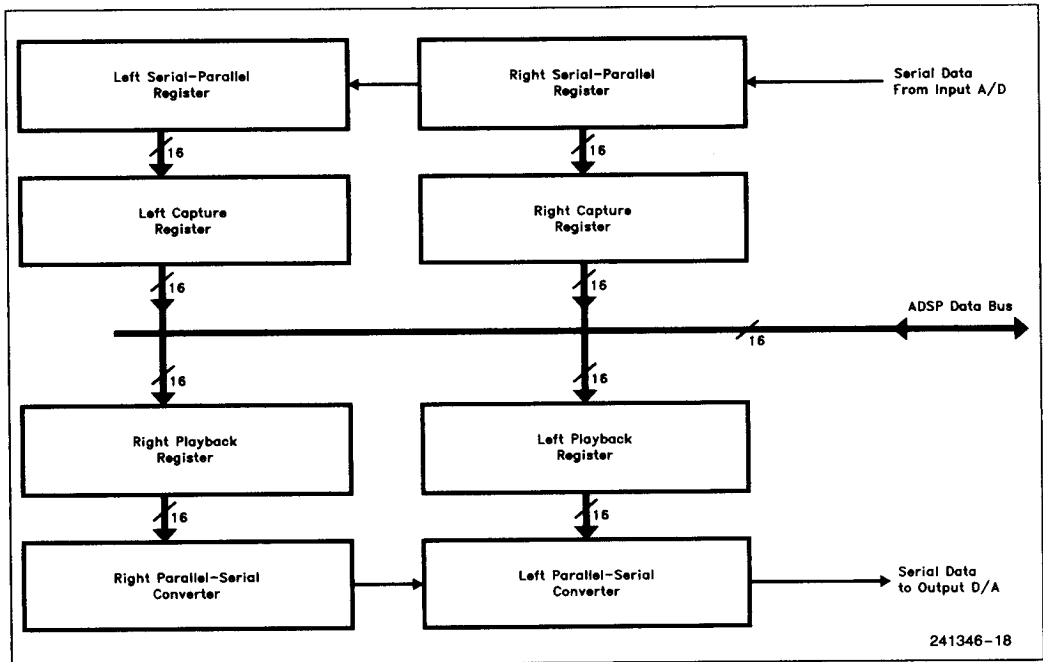 Left Serial-Parallel
Register
Right Serial-Parallel
Register
Serial Data
From Input A/D
16
16
Left Capture
Register
Right Capture
Register
16
16
ADSP Data Bus
16
16
16
Right Playback
Register
Left Playback
Register
16
16
Right Parallel-Serial
Converter
Left Parallel-Serial
Converter
Serial Data
to Output D/A
241346-18